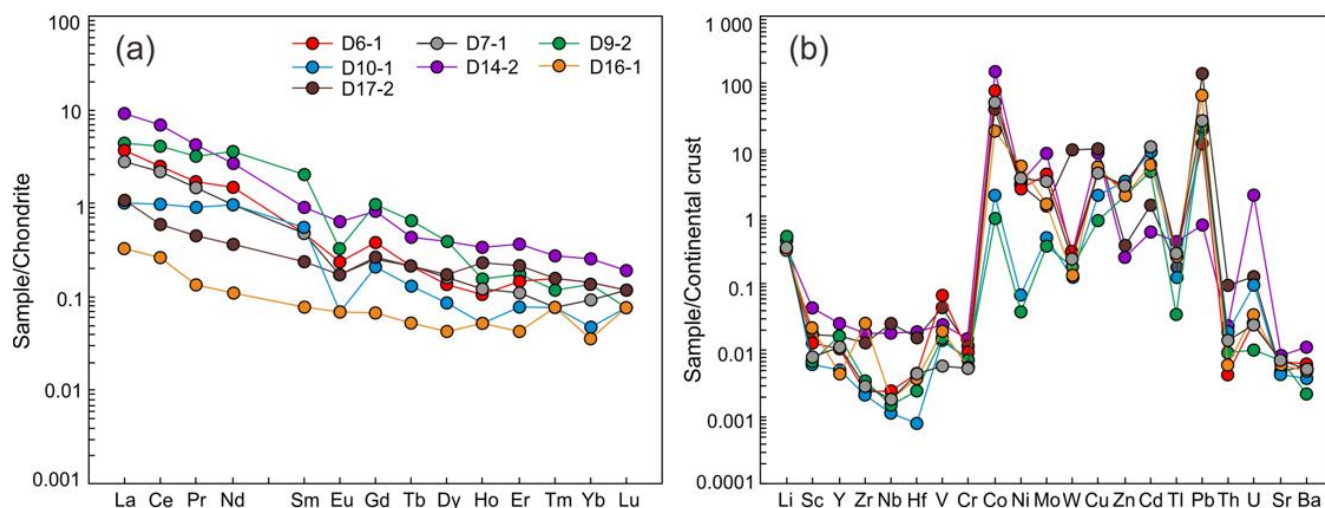 (a)
D6-1 D7-1 D9-2
D10-1 D14-2 D16-1
D17-2
Sample/Chondrite
100
10
1
0.1
0.01
0.001
La Ce Pr Nd Sm Eu Gd Tb Dy Ho Er Tm Yb Lu
(b)
Sample/Continental crust
1 000
100
10
1
0.1
0.01
0.001
0.0001
Li Sc Y Zr Nb Hf V Cr Co Ni Mo W Cu Zn Cd Tl Pb Th U Sr Ba